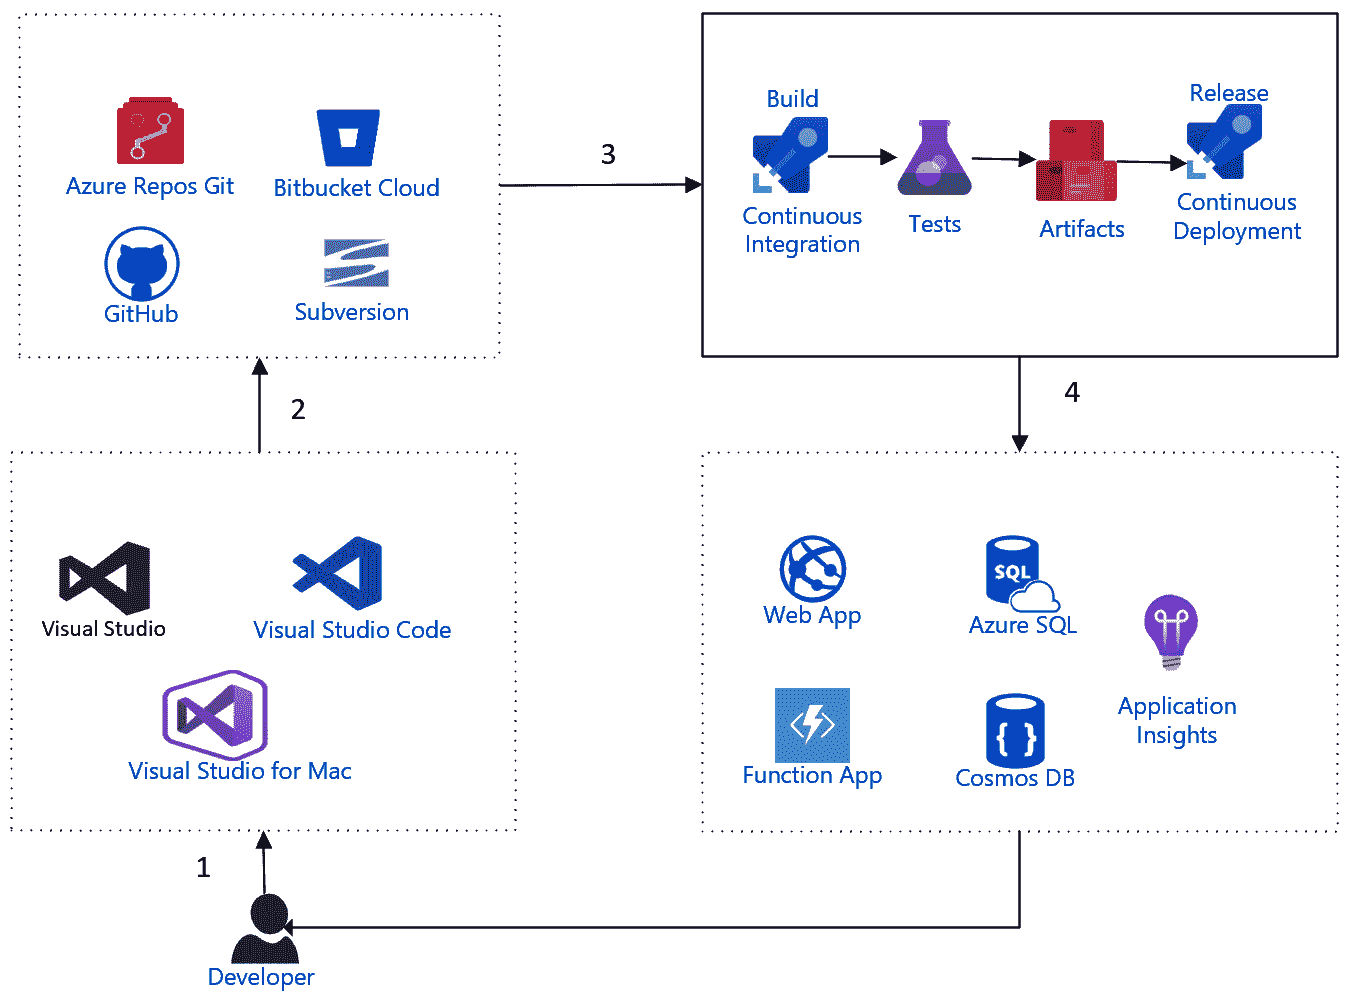 Azure Repos Git
Bitbucket Cloud
GitHub
Subversion
3
Build
Continuous
Integration
Tests
Artifacts
Release
Continuous
Deployment
2
4
Visual Studio
Visual Studio Code
Visual Studio for Mac
Web App
SQL
Azure SQL
Function App
Cosmos DB
Application
Insights
1
Developer